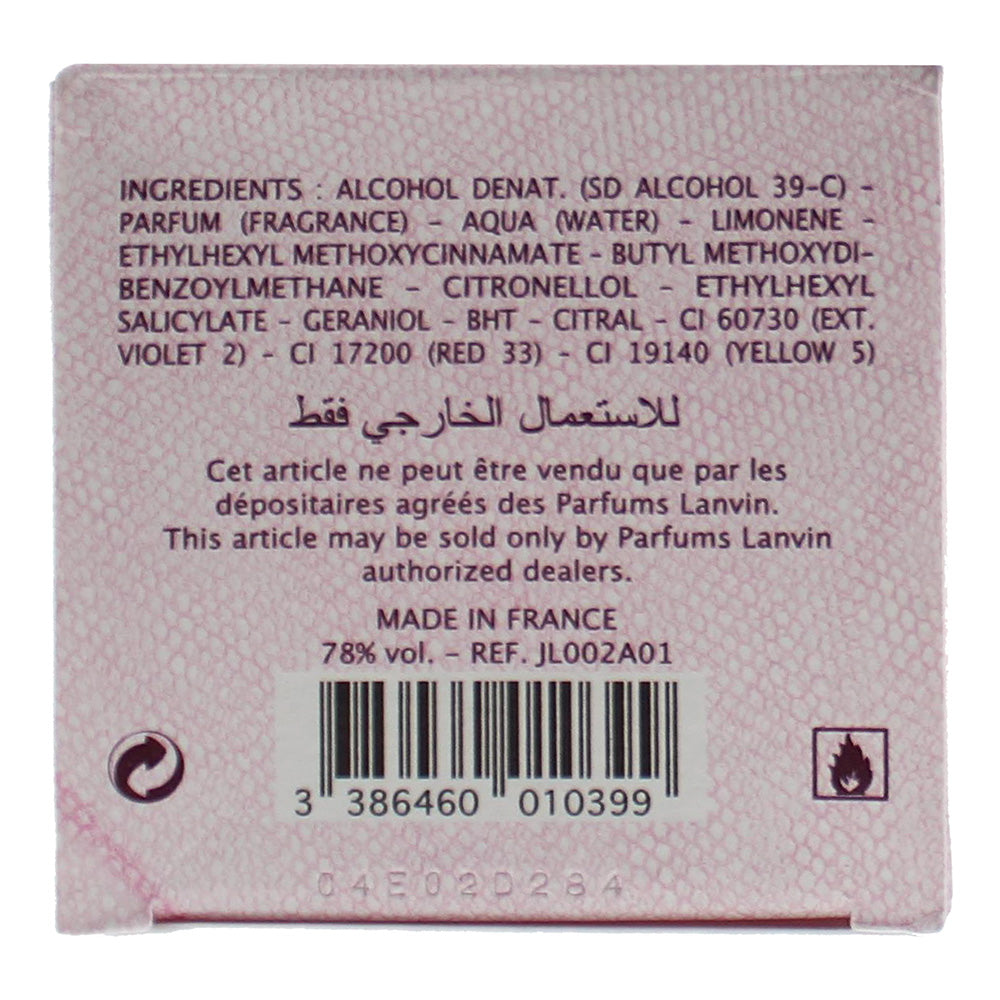 INGREDIENTS : ALCOHOL DENAT. (SD ALCOHOL 39-C) -
PARFUM (FRAGRANCE) - AQUA (WATER) - LIMONENE -
ETHYLHEXYL METHOXYCINNAMATE - BUTYL METHOXYDI-
BENZOYLMETHANE - CITRONELLOL - ETHYLHEXYL
SALICYLATE - GERANIOL - BHT - CITRAL - CI 60730 (EXT.
VIOLET 2) - CI 17200 (RED 33) - CI 19140 (YELLOW 5)
للاستعمال الخارجي فقط
Cet article ne peut être vendu que par les
dépositaires agréés des Parfums Lanvin.
This article may be sold only by Parfums Lanvin
authorized dealers.
MADE IN FRANCE
78% vol. - REF. JL002A01
3 386460 010399
04E02D284